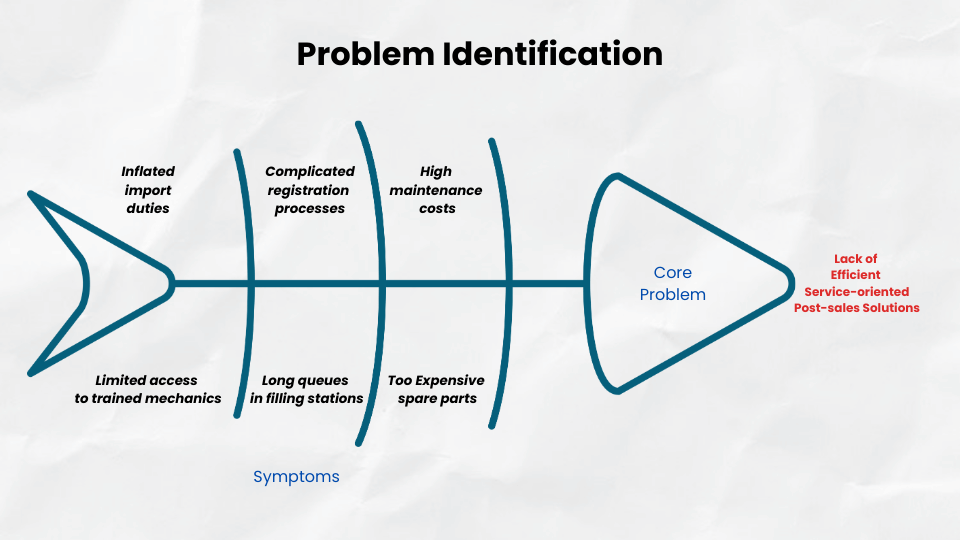 Problem Identification
Inflated
import
duties
Complicated
registration
processes
High
maintenance
costs
Core
Problem
Lack of
Efficient
Service-oriented
Post-sales Solutions
Limited access
to trained mechanics
Long queues
in filling stations
Too Expensive
spare parts
Symptoms